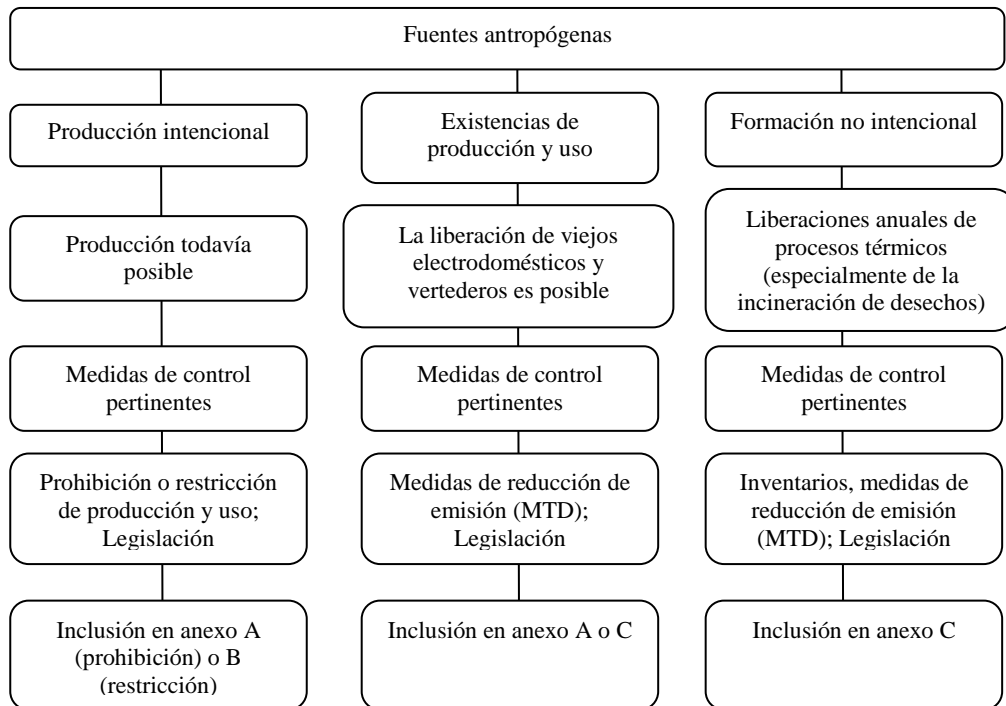 Fuentes antropógenas
Producción intencional
Existencias de
producción y uso
Formación no intencional
Producción todavía
posible
La liberación de viejos
electrodomésticos y
vertederos es posible
Liberaciones anuales de
procesos térmicos
(especialmente de la
incineración de desechos)
Medidas de control
pertinentes
Medidas de control
pertinentes
Medidas de control
pertinentes
Prohibición o restricción
de producción y uso;
Legislación
Medidas de reducción de
emisión (MTD);
Legislación
Inventarios, medidas de
reducción de emisión
(MTD); Legislación
Inclusión en anexo A
(prohibición) o B
(restricción)
Inclusión en anexo A o C
Inclusión en anexo C